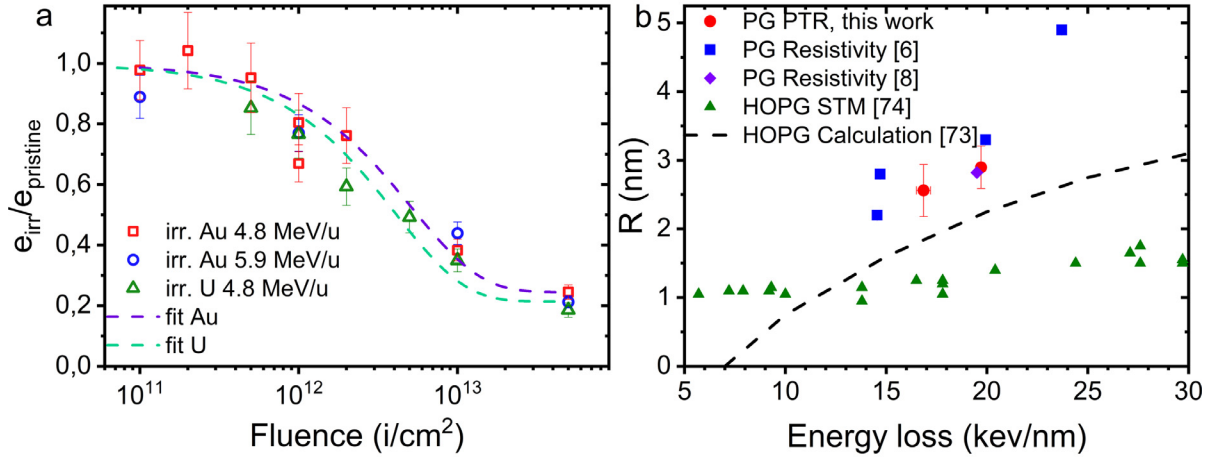 a
1,0
0,8
0,6
0,4
0,2
0,0
e_irr/e_pristine
irr. Au 4.8 MeV/u
irr. Au 5.9 MeV/u
irr. U 4.8 MeV/u
fit Au
fit U
10^11
10^12
10^13
Fluence (i/cm²)
b
5
4
3
2
1
0
R (nm)
PG PTR, this work
PG Resistivity [6]
PG Resistivity [8]
HOPG STM [74]
HOPG Calculation [73]
5
10
15
20
25
30
Energy loss (kev/nm)